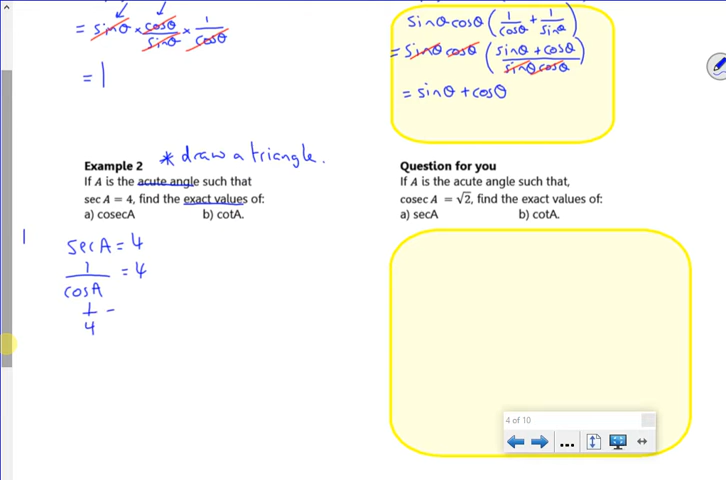 = sinθ × cosθ/sinθ × 1/cosθ
= 1
sinθ cosθ (1/cosθ + 1/sinθ)
= sinθ cosθ (sinθ + cosθ/sinθ cosθ)
= sinθ + cosθ
Example 2 * draw a triangle.
If A is the acute angle such that
sec A = 4, find the exact values of:
a) cosecA b) cotA.
1
secA = 4
1/cosA = 4
1/4 =
Question for you
If A is the acute angle such that,
cosec A = √2, find the exact values of:
a) secA b) cotA.
4 of 10